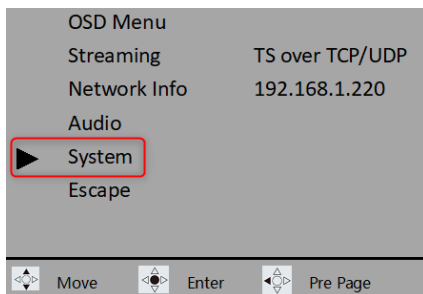 OSD Menu
Streaming TS over TCP/UDP
Network Info 192.168.1.220
Audio
System
Escape
Move Enter Pre Page